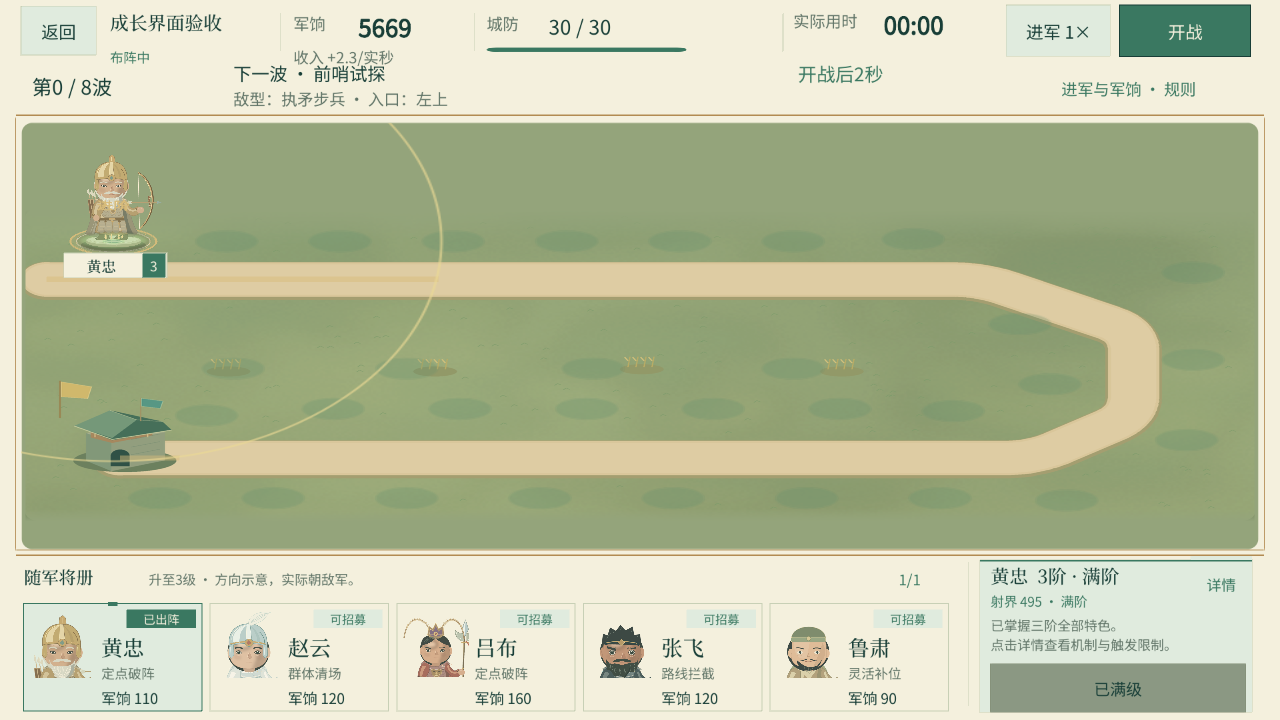 返回
成长界面验收
布阵中
军饷 5669
收入 +2.3/实秒
城防 30 / 30
实际用时 00:00
进军 1×
开战
第0 / 8波
下一波 · 前哨试探
敌型：执矛步兵 · 入口：左上
开战后2秒
进军与军饷 · 规则
黄忠 3
随军将册
升至3级 · 方向示意，实际朝敌军。
1/1
已出阵
黄忠
定点破阵
军饷 110
可招募
赵云
群体清场
军饷 120
可招募
吕布
定点破阵
军饷 160
可招募
张飞
路线拦截
军饷 120
可招募
鲁肃
灵活补位
军饷 90
黄忠 3阶 · 满阶
详情
射界 495 · 满阶
已掌握三阶全部特色。
点击详情查看机制与触发限制。
已满级